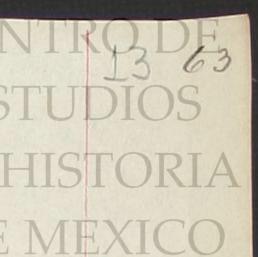 NTRO DE
13 63
STUDIOS
HISTORIA
E MEXICO